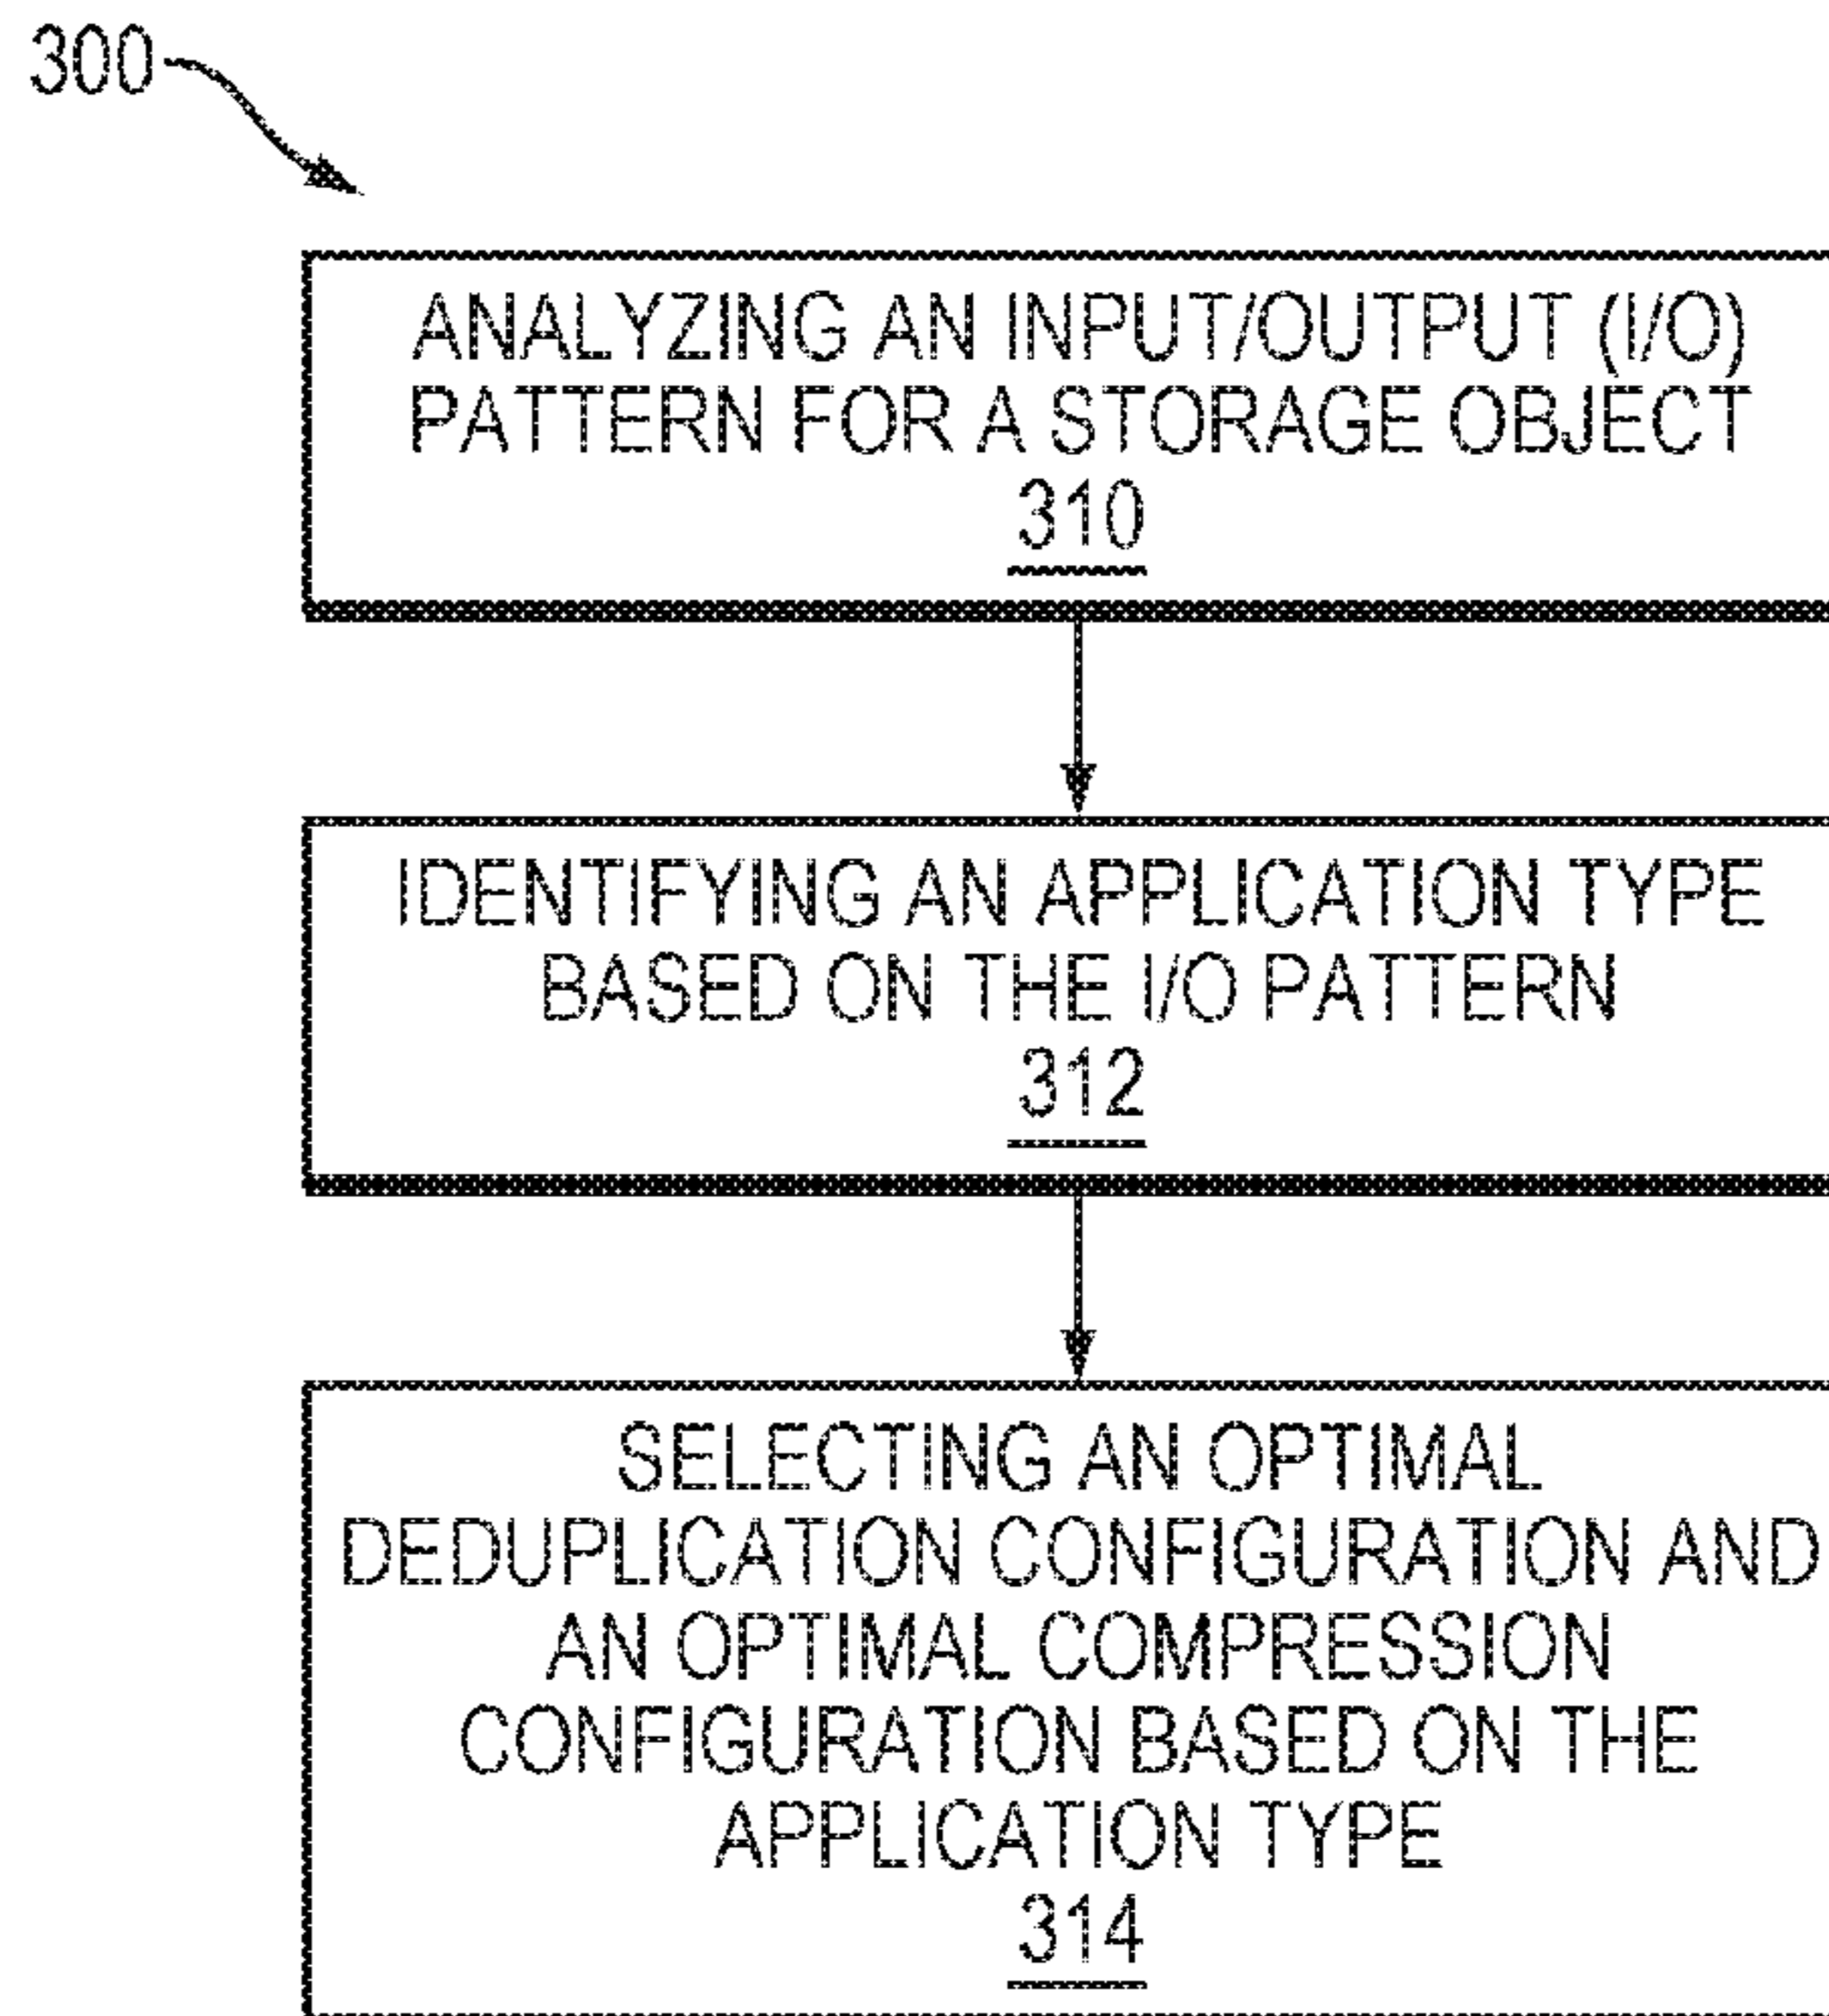 300
ANALYZING AN INPUT/OUTPUT (I/O)
PATTERN FOR A STORAGE OBJECT
310
IDENTIFYING AN APPLICATION TYPE
BASED ON THE I/O PATTERN
312
SELECTING AN OPTIMAL
DEDUPLICATION CONFIGURATION AND
AN OPTIMAL COMPRESSION
CONFIGURATION BASED ON THE
APPLICATION TYPE
314